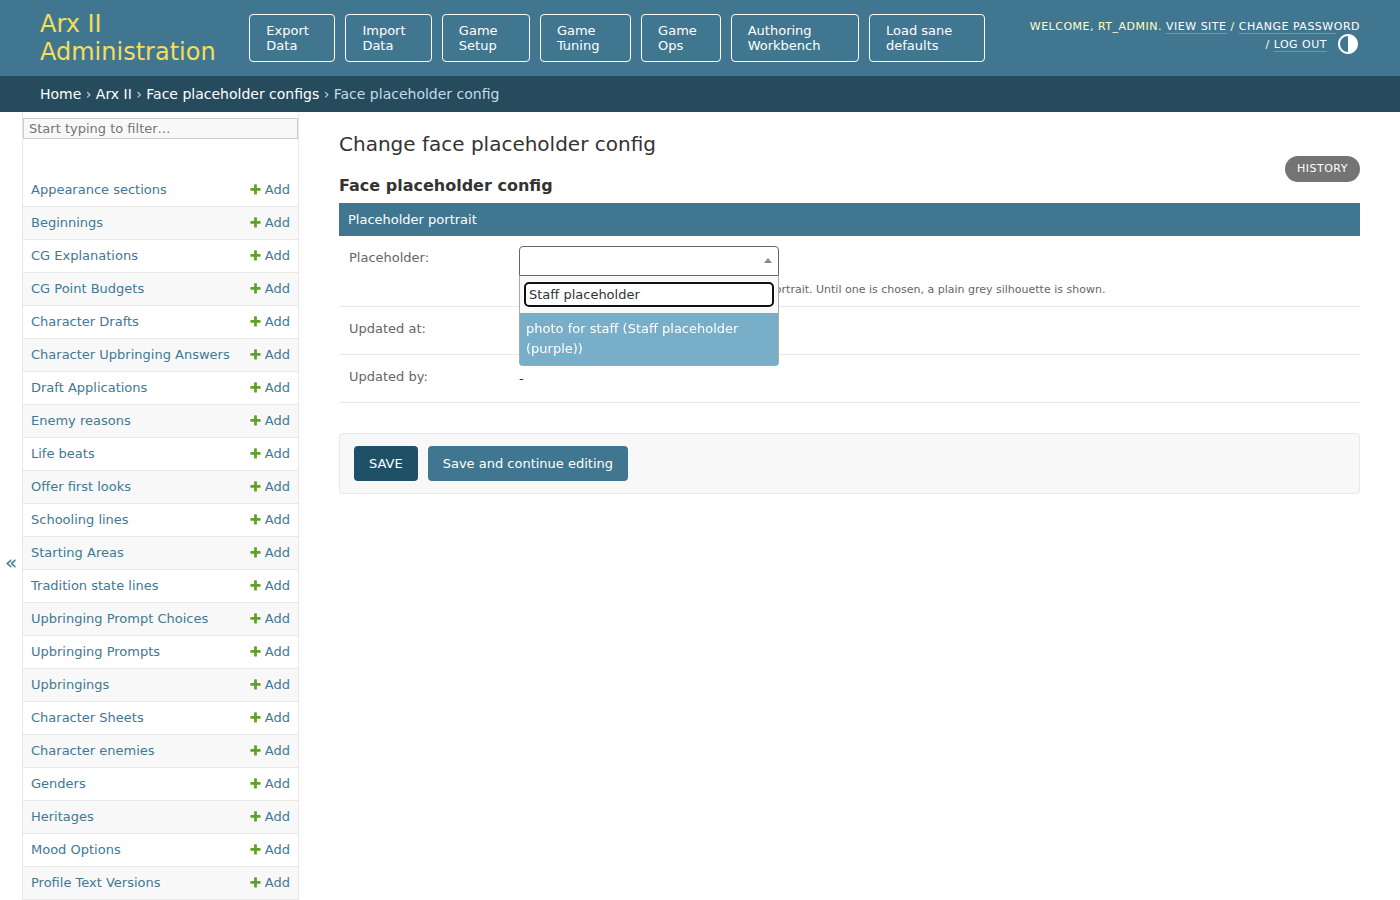 Arx II
Administration
Export
Data
Import
Data
Game
Setup
Game
Tuning
Game
Ops
Authoring
Workbench
Load sane
defaults
WELCOME, RT_ADMIN. VIEW SITE / CHANGE PASSWORD
/ LOG OUT
Home › Arx II › Face placeholder configs › Face placeholder config
Start typing to filter…
Appearance sections Add
Beginnings Add
CG Explanations Add
CG Point Budgets Add
Character Drafts Add
Character Upbringing Answers Add
Draft Applications Add
Enemy reasons Add
Life beats Add
Offer first looks Add
Schooling lines Add
Starting Areas Add
Tradition state lines Add
Upbringing Prompt Choices Add
Upbringing Prompts Add
Upbringings Add
Character Sheets Add
Character enemies Add
Genders Add
Heritages Add
Mood Options Add
Profile Text Versions Add
«
Change face placeholder config
HISTORY
Face placeholder config
Placeholder portrait
Placeholder:
Staff placeholder
photo for staff (Staff placeholder
(purple))
ortrait. Until one is chosen, a plain grey silhouette is shown.
Updated at:
Updated by: -
SAVE
Save and continue editing